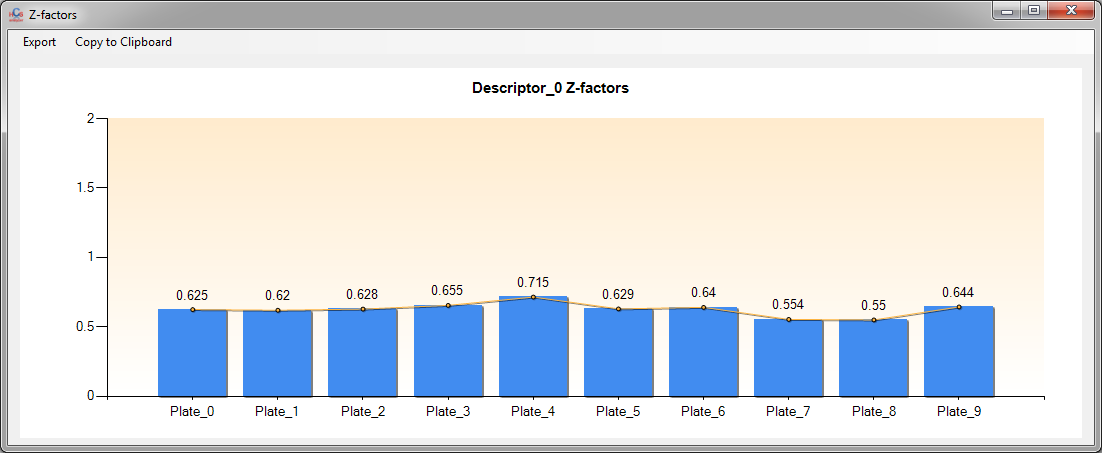 Z-factors
Export Copy to Clipboard
Descriptor_0 Z-factors
2
1.5
1
0.5
0
0.625 0.62 0.628 0.655 0.715 0.629 0.64 0.554 0.55 0.644
Plate_0 Plate_1 Plate_2 Plate_3 Plate_4 Plate_5 Plate_6 Plate_7 Plate_8 Plate_9